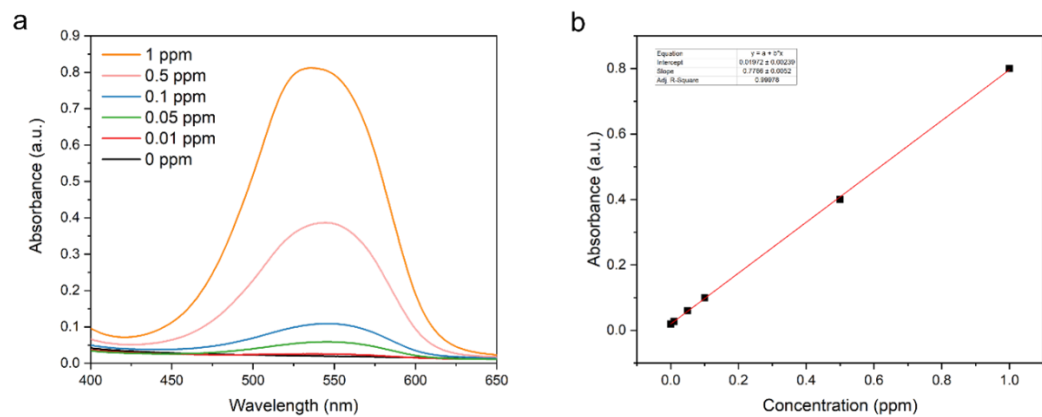 a
0.9
0.8
0.7
0.6
0.5
0.4
0.3
0.2
0.1
0.0
Absorbance (a.u.)
1 ppm
0.5 ppm
0.1 ppm
0.05 ppm
0.01 ppm
0 ppm
400 450 500 550 600 650
Wavelength (nm)
b
0.8
0.6
0.4
0.2
0.0
Absorbance (a.u.)
Equation y = a + b*x
Intercept 0.01972 ± 0.00239
Slope 0.7766 ± 0.0052
Adj. R-Square 0.99978
0.0 0.2 0.4 0.6 0.8 1.0
Concentration (ppm)